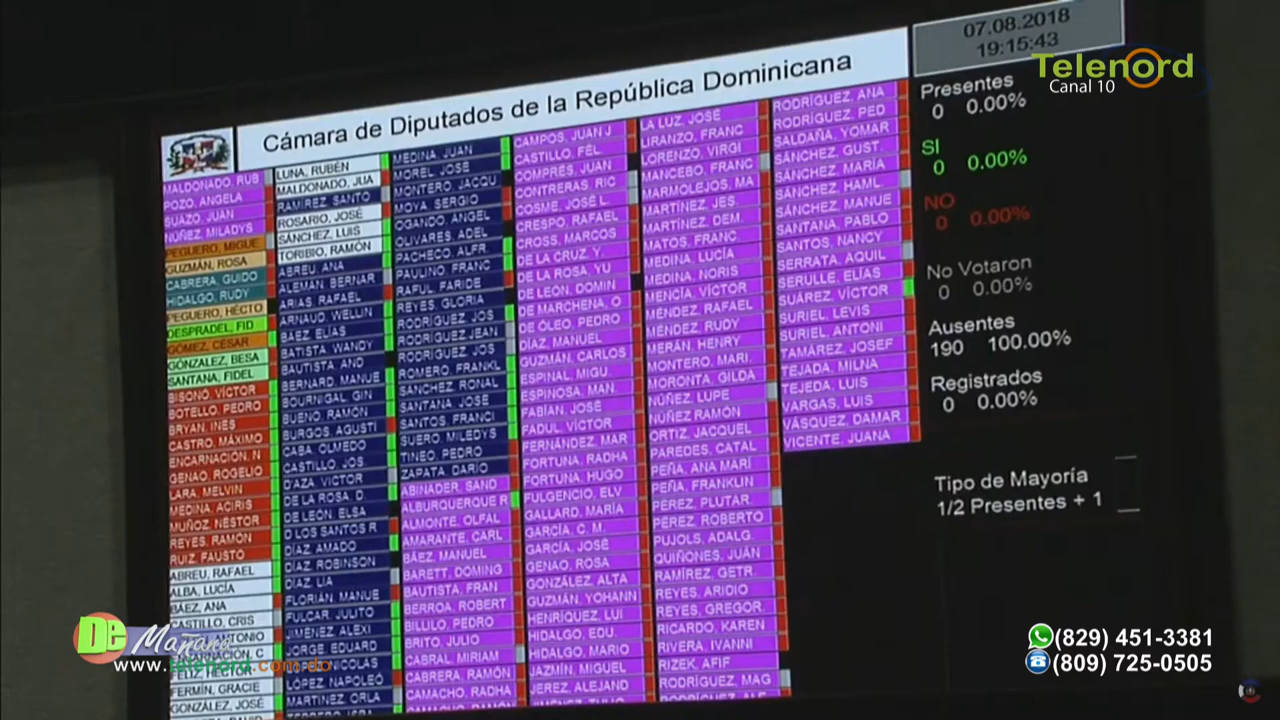 07.08.2018
19:15:43
Telenord
Canal 10
Cámara de Diputados de la República Dominicana
MALDONADO, RUB
POZO, ANGELA
SUAZO, JUAN
NÚÑEZ, MILADYS
PEGUERO, MIGUE
GUZMÁN, ROSA
CABRERA, GUIDO
HIDALGO, RUDY
PEGUERO, HÉCTO
DESPRADEL, FID
GÓMEZ, CÉSAR
GÓNZALEZ, BESA
SANTANA, FIDEL
BISONÓ, VÍCTOR
BOTELLO, PEDRO
BRYAN, INÉS
CASTRO, MÁXIMO
ENCARNACIÓN, N
GENAO, ROGELIO
LARA, MELVIN
MEDINA, ACIRIS
MUÑOZ, NÉSTOR
REYES, RAMÓN
RUIZ, FAUSTO
ABREU, RAFAEL
ALBA, LUCÍA
BÁEZ, ANA
CASTILLO, CRIS
FÉLIZ, HÉCTOR
FERMÍN, GRACIE
GONZÁLEZ, JOSÉ
LUNA, RUBÉN
MALDONADO, JUA
RAMÍREZ, SANTO
ROSARIO, JOSÉ
SÁNCHEZ, LUIS
TORIBIO, RAMÓN
ABREU, ANA
ALEMÁN, BERNAR
ARIAS, RAFAEL
ARNAUD, WELLIN
BÁEZ, ELÍAS
BATISTA, WANDY
BAUTISTA, AND
BERNARD, MANUE
BOURNIGAL, GIN
BUENO, RAMÓN
BURGOS, AGUSTI
CABA, OLMEDO
CASTILLO, JOS
D'AZA, VÍCTOR
DE LA ROSA, D.
DE LEÓN, ELSA
D LOS SANTOS R
DÍAZ, AMADO
DÍAZ, ROBINSON
DÍAZ, LÍA
FLORIÁN, MANUE
FULCAR, JULITO
JIMÉNEZ, ALEXI
JORGE, EDUARD
LÓPEZ, NAPOLEÓ
MARTÍNEZ, ORLA
MEDINA, JUAN
MOREL, JOSÉ
MONTERO, JACQU
MOYA, SERGIO
OGANDO, ÁNGEL
OLIVARES, ADEL
PACHECO, ALFR.
PAULINO, FRANC
RAFUL, FARIDE
REYES, GLORIA
RODRÍGUEZ, JOS
RODRÍGUEZ, JEAN
RODRÍGUEZ, JOS
ROMERO, FRANKL
SÁNCHEZ, RONAL
SANTANA, JOSÉ
SANTOS, FRANCI
SUERO, MILEDYS
TINEO, PEDRO
ZAPATA, DARÍO
ABINADER, SAND
ALBURQUERQUE R
ALMONTE, OLFAL
AMARANTE, CARL
BÁEZ, MANUEL
BARETT, DOMING
BAUTISTA, FRAN
BERROA, ROBERT
BILULO, PEDRO
BRITO, JULIO
CABRAL, MIRIAM
CABRERA, RAMÓN
CAMACHO, RADHA
CAMACHO, RAMÓN
CAMPOS, JUAN J
CASTILLO, FÉL.
COMPRÉS, JUAN
CONTRERAS, RIC
COSME, JOSÉ L.
CRESPO, RAFAEL
CROSS, MARCOS
DE LA CRUZ, Y.
DE LA ROSA, YU
DE LEÓN, DOMIN
DE MARCHENA, O
DE ÓLEO, PEDRO
DÍAZ, MANUEL
GUZMÁN, CARLOS
ESPINAL, MIGU.
ESPINOSA, MAN.
FABIÁN, JOSÉ
FADUL, VÍCTOR
FERNÁNDEZ, MAR
FORTUNA, RADHA
FORTUNA, HUGO
FULGENCIO, ELV
GALLARD, MARÍA
GARCÍA, C. M.
GARCÍA, JOSÉ
GENAO, ROSA
GONZÁLEZ, ALTA
GUZMÁN, YOHANN
HENRÍQUEZ, LUI
HIDALGO, EDU.
HIDALGO, MARIO
JAZMÍN, MIGUEL
JEREZ, ALEJAND
LA LUZ, JOSÉ
LIRANZO, FRANC
LORENZO, VIRGI
MANCEBO, FRANC
MARMOLEJOS, MA
MARTÍNEZ, JES.
MARTÍNEZ, DEM.
MATOS, FRANC.
MEDINA, LUCÍA
MEDINA, NORIS
MENCÍA, VÍCTOR
MÉNDEZ, RAFAEL
MÉNDEZ, RUDY
MERÁN, HENRY
MONTERO, MARI.
MORONTA, GILDA
NÚÑEZ, LUPE
NÚÑEZ RAMÓN
ORTIZ, JACQUEL
PAREDES, CATAL
PEÑA, ANA MARÍ
PEÑA, FRANKLIN
PÉREZ, PLUTAR.
PÉREZ, ROBERTO
PUJOLS, ADALG.
QUIÑONES, JUÁN
RAMÍREZ, GETR.
REYES, ARIDIO
REYES, GREGOR.
RICARDO, KAREN
RIVERA, IVANNI
RIZEK, AFIF
RODRÍGUEZ, MAG
RODRÍGUEZ, ANA
RODRÍGUEZ, PED
SALDAÑA, YOMAR
SÁNCHEZ, GUST.
SÁNCHEZ, MARÍA
SÁNCHEZ, HAML.
SÁNCHEZ, MANUE
SANTANA, PABLO
SANTOS, NANCY
SERRATA, AQUIL
SERULLE, ELÍAS
SUÁREZ, VÍCTOR
SURIEL, LEVIS
SURIEL, ANTONI
TAMÁREZ, JOSEF
TEJADA, MILNA
TEJEDA, LUIS
VARGAS, LUIS
VÁSQUEZ, DAMAR
VICENTE, JUANA
Presentes
0 0.00%
SI
0 0.00%
NO
0 0.00%
No Votaron
0 0.00%
Ausentes
190 100.00%
Registrados
0 0.00%
Tipo de Mayoría
1/2 Presentes + 1
De Mañana
www.telenord.com.do
(829) 451-3381
(809) 725-0505